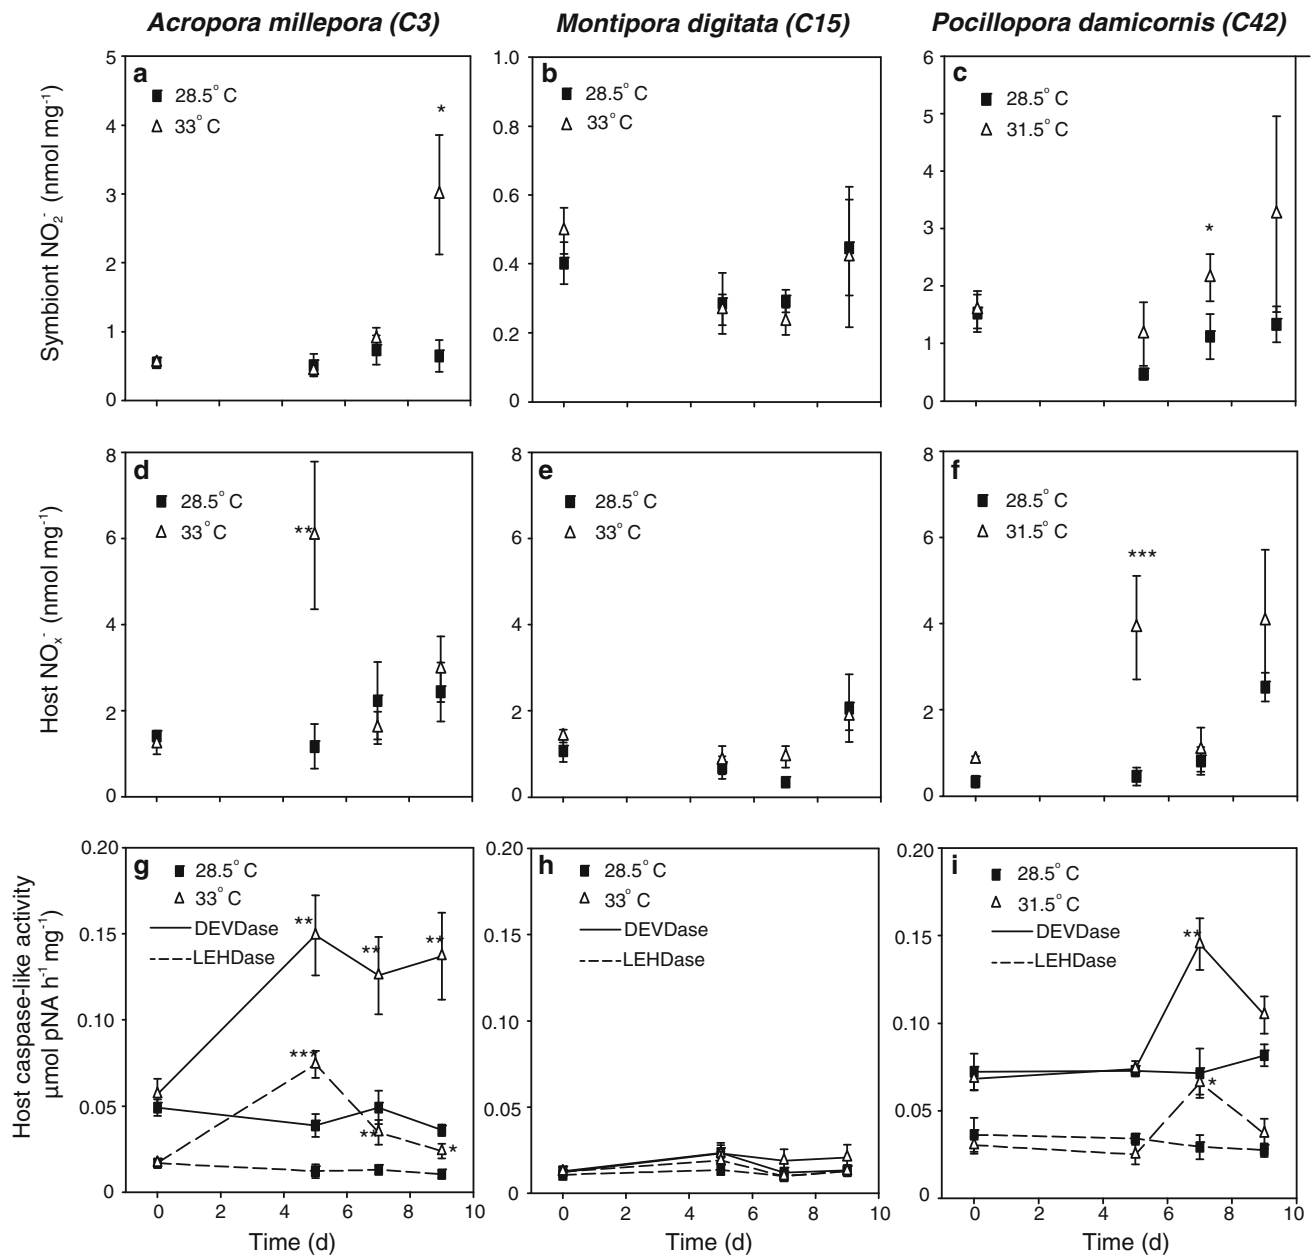 Acropora millepora (C3)
Montipora digitata (C15)
Pocillopora damicornis (C42)
Symbiont NO₂⁻ (nmol mg⁻¹)
a
28.5° C
33° C
*
5
4
3
2
1
0
b
28.5° C
33° C
1.0
0.8
0.6
0.4
0.2
0
c
28.5° C
31.5° C
*
6
5
4
3
2
1
0
Host NOₓ⁻ (nmol mg⁻¹)
d
28.5° C
33° C
**
8
6
4
2
0
e
28.5° C
33° C
8
6
4
2
0
f
28.5° C
31.5° C
***
8
6
4
2
0
Host caspase-like activity
µmol pNA h⁻¹ mg⁻¹)
g
28.5° C
33° C
DEVDase
LEHDase
**
**
**
***
**
*
0.20
0.15
0.10
0.05
0
0 2 4 6 8 10
Time (d)
h
28.5° C
33° C
DEVDase
LEHDase
0.20
0.15
0.10
0.05
0
0 2 4 6 8 10
Time (d)
i
28.5° C
31.5° C
DEVDase
LEHDase
**
*
0.20
0.15
0.10
0.05
0
0 2 4 6 8 10
Time (d)